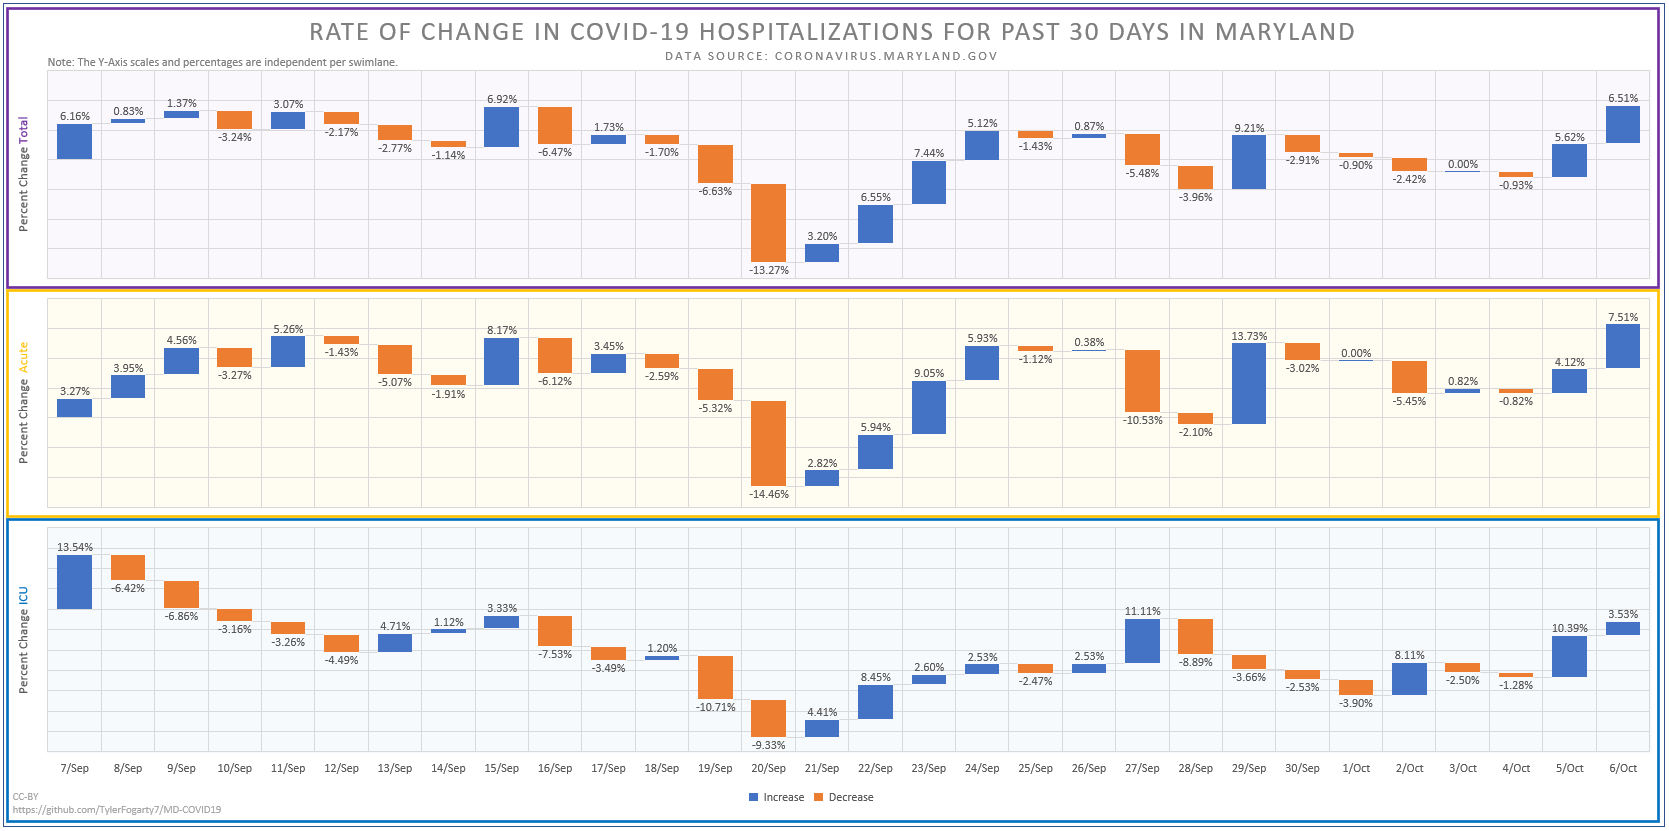 RATE OF CHANGE IN COVID-19 HOSPITALIZATIONS FOR PAST 30 DAYS IN MARYLAND
DATA SOURCE: CORONAVIRUS.MARYLAND.GOV
Note: The Y-Axis scales and percentages are independent per swimlane.
Percent Change Total
6.16% 0.83% 1.37% -3.24% 3.07% -2.17% -2.77% -1.14% 6.92% -6.47% 1.73% -1.70% -6.63% -13.27% 3.20% 6.55% 7.44% 5.12% -1.43% 0.87% -5.48% -3.96% 9.21% -2.91% -0.90% -2.42% 0.00% -0.93% 5.62% 6.51%
Percent Change Acute
3.27% 3.95% 4.56% -3.27% 5.26% -1.43% -5.07% -1.91% 8.17% -6.12% 3.45% -2.59% -5.32% -14.46% 2.82% 5.94% 9.05% 5.93% -1.12% 0.38% -10.53% -2.10% 13.73% -3.02% 0.00% -5.45% 0.82% -0.82% 4.12% 7.51%
Percent Change ICU
13.54% -6.42% -6.86% -3.16% -3.26% -4.49% 4.71% 1.12% 3.33% -7.53% -3.49% 1.20% -10.71% -9.33% 4.41% 8.45% 2.60% 2.53% -2.47% 2.53% 11.11% -8.89% -3.66% -2.53% -3.90% 8.11% -2.50% -1.28% 10.39% 3.53%
7/Sep 8/Sep 9/Sep 10/Sep 11/Sep 12/Sep 13/Sep 14/Sep 15/Sep 16/Sep 17/Sep 18/Sep 19/Sep 20/Sep 21/Sep 22/Sep 23/Sep 24/Sep 25/Sep 26/Sep 27/Sep 28/Sep 29/Sep 30/Sep 1/Oct 2/Oct 3/Oct 4/Oct 5/Oct 6/Oct
Increase Decrease
CC-BY
https://github.com/TylerFogarty7/MD-COVID19